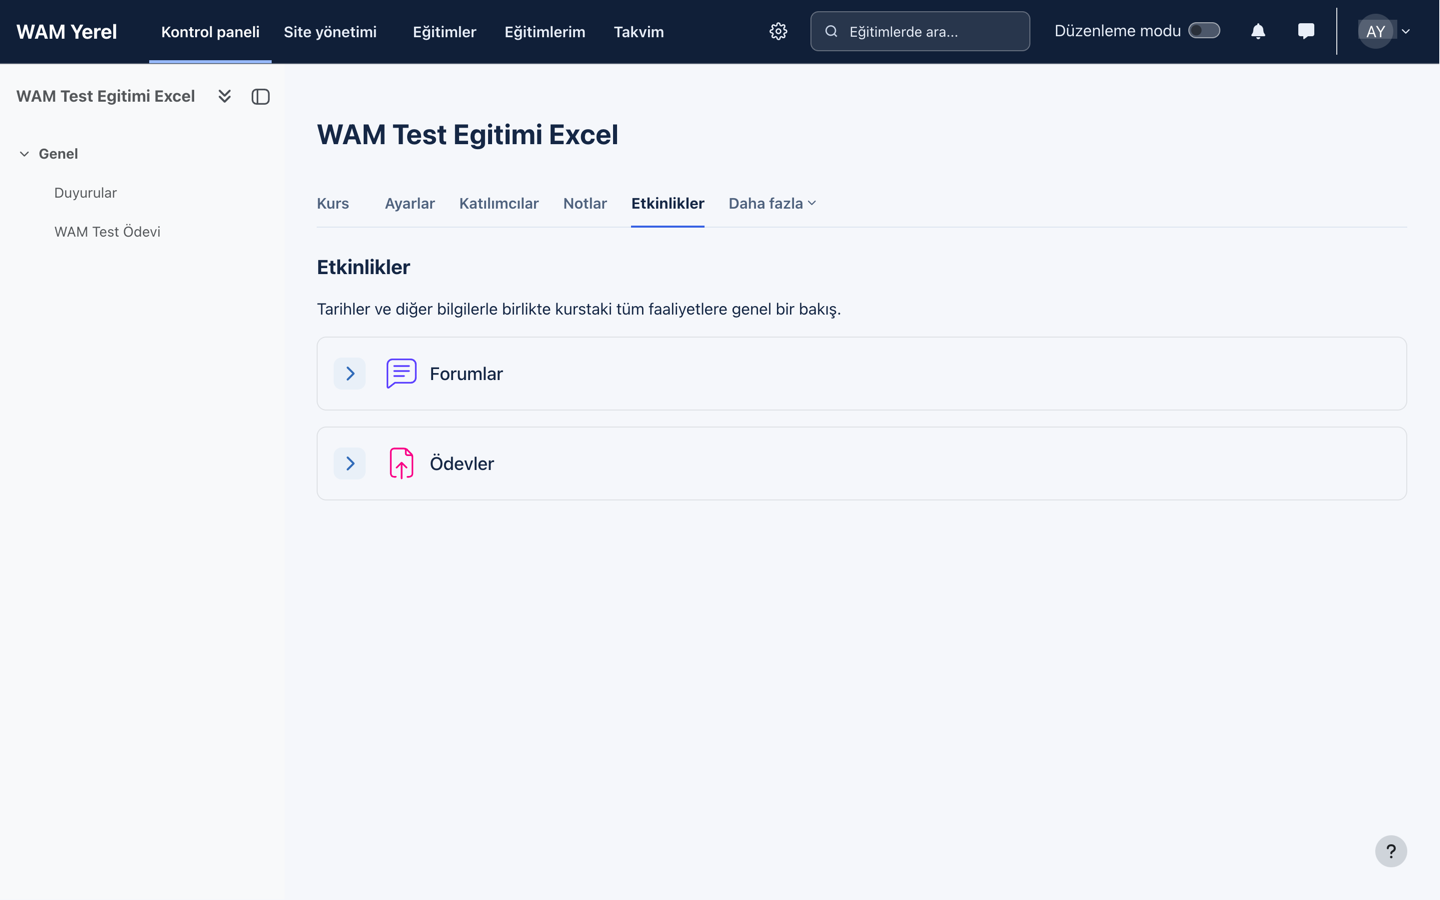 WAM Yerel
Kontrol paneli
Site yönetimi
Eğitimler
Eğitimlerim
Takvim
Eğitimlerde ara...
Düzenleme modu
AY
WAM Test Egitimi Excel
Genel
Duyurular
WAM Test Ödevi
WAM Test Egitimi Excel
Kurs
Ayarlar
Katılımcılar
Notlar
Etkinlikler
Daha fazla
Etkinlikler
Tarihler ve diğer bilgilerle birlikte kurstaki tüm faaliyetlere genel bir bakış.
Forumlar
Ödevler
?